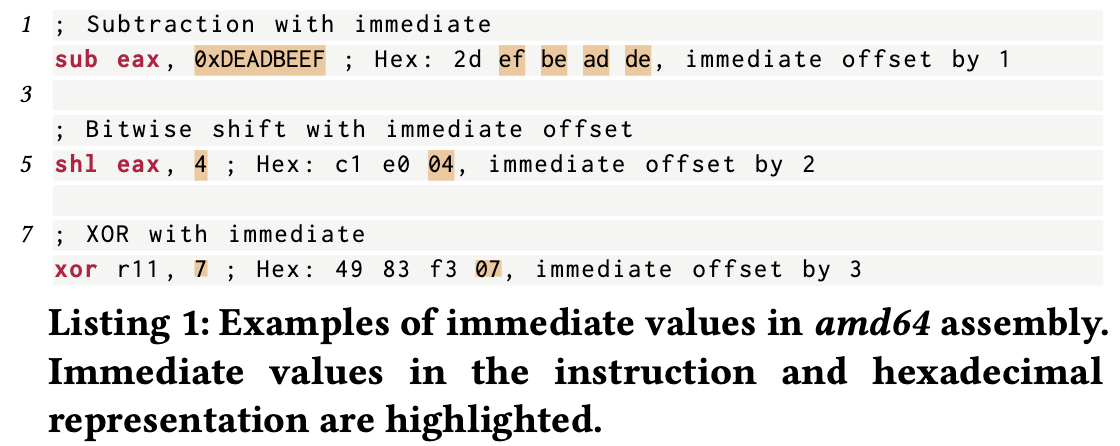 1 ; Subtraction with immediate
sub eax, 0xDEADBEEF ; Hex: 2d ef be ad de, immediate offset by 1
3
; Bitwise shift with immediate offset
5 shl eax, 4 ; Hex: c1 e0 04, immediate offset by 2
7 ; XOR with immediate
xor r11, 7 ; Hex: 49 83 f3 07, immediate offset by 3
Listing 1: Examples of immediate values in amd64 assembly.
Immediate values in the instruction and hexadecimal
representation are highlighted.